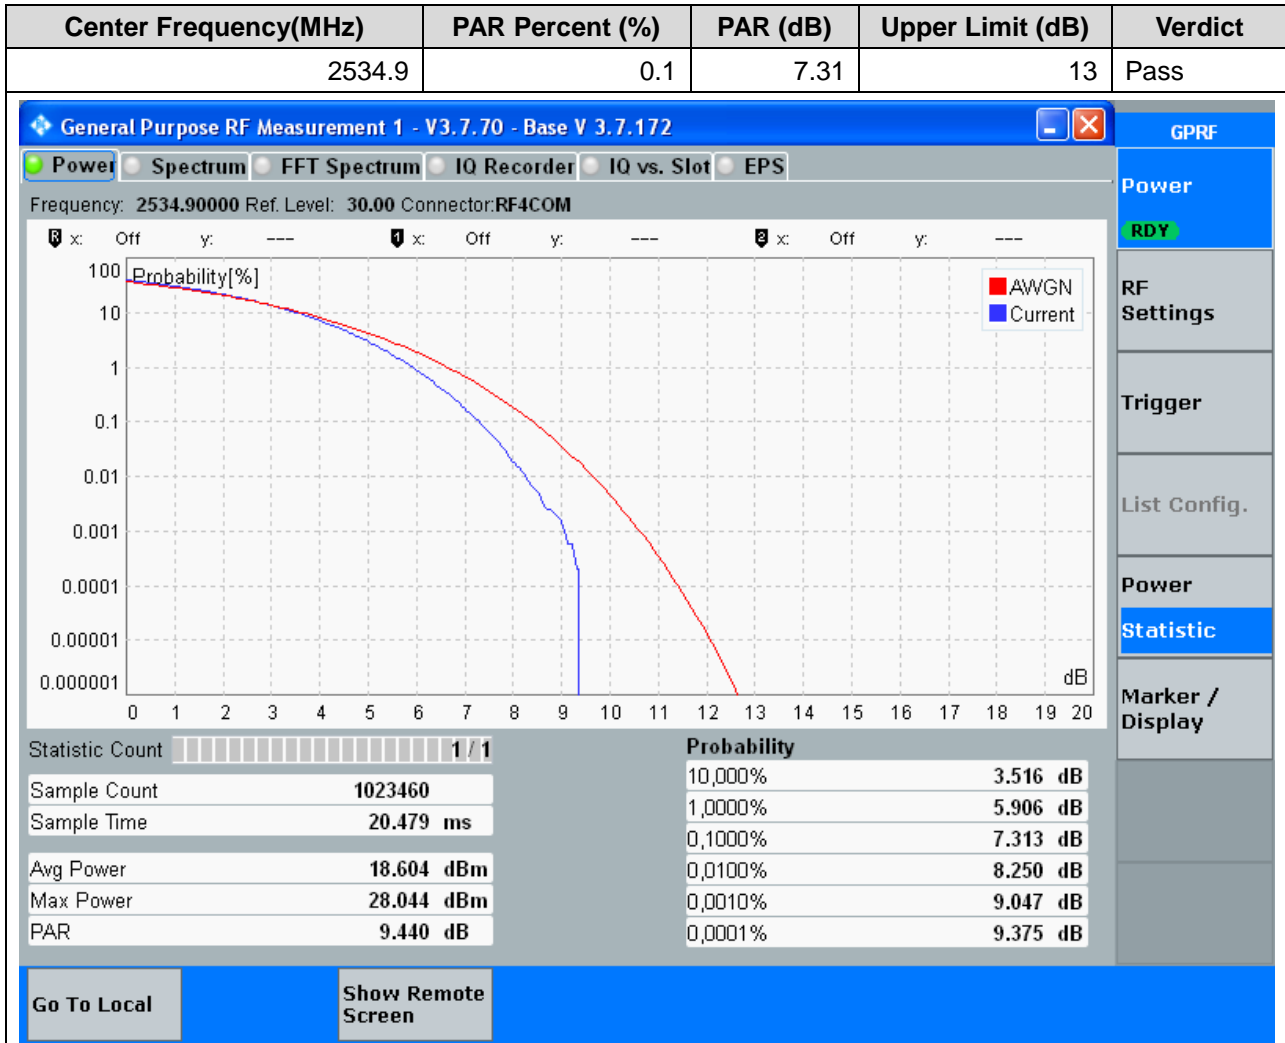 Center Frequency(MHz) PAR Percent (%) PAR (dB) Upper Limit (dB) Verdict
2534.9 0.1 7.31 13 Pass
General Purpose RF Measurement 1 - V3.7.70 - Base V 3.7.172
GPRF
Power Spectrum FFT Spectrum IQ Recorder IQ vs. Slot EPS
Power
RDY
Frequency: 2534.90000 Ref. Level: 30.00 Connector:RF4COM
R x: Off y: --- 1 x: Off y: --- 2 x: Off y: ---
Probability[%]
AWGN
Current
100
10
1
0.1
0.01
0.001
0.0001
0.00001
0.000001
dB
0 1 2 3 4 5 6 7 8 9 10 11 12 13 14 15 16 17 18 19 20
RF
Settings
Trigger
List Config.
Power
Statistic
Marker /
Display
Statistic Count 1 / 1
Sample Count 1023460
Sample Time 20.479 ms
Avg Power 18.604 dBm
Max Power 28.044 dBm
PAR 9.440 dB
Probability
10,000% 3.516 dB
1,0000% 5.906 dB
0,1000% 7.313 dB
0,0100% 8.250 dB
0,0010% 9.047 dB
0,0001% 9.375 dB
Go To Local
Show Remote
Screen